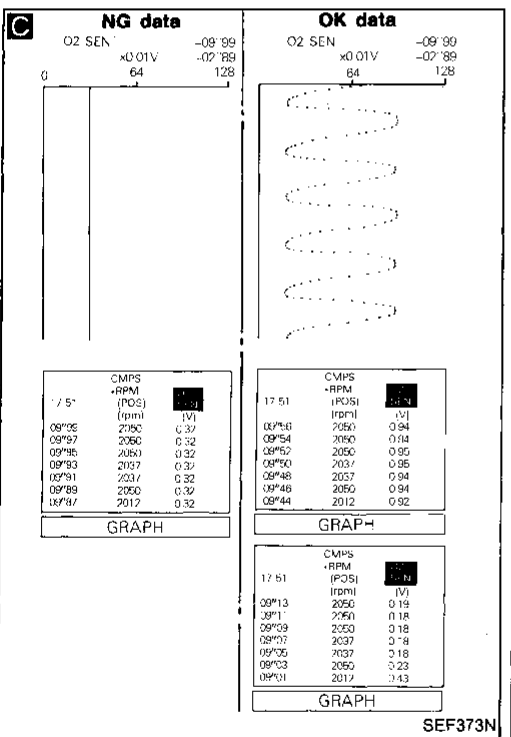 C
NG data
O2 SEN -09"99
x0.01V -02"89
0 64 128
CMPS
•RPM
17:51 (POS)
(rpm) (V)
09"99 2050 0.32
09"97 2050 0.32
09"95 2050 0.32
09"93 2037 0.32
09"91 2037 0.32
09"89 2050 0.32
09"87 2012 0.32
GRAPH
OK data
O2 SEN -09"99
x0.01V -02"89
64 128
CMPS
•RPM
17:51 (POS) SEN
[rpm] (V)
09"56 2050 0.94
09"54 2050 0.94
09"52 2050 0.95
09"50 2037 0.95
09"48 2037 0.94
09"46 2050 0.94
09"44 2012 0.92
GRAPH
CMPS
•RPM
17:51 (POS) SEN
[rpm] (V)
09"13 2050 0.19
09"11 2050 0.18
09"09 2050 0.18
09"07 2037 0.18
09"05 2037 0.18
09"03 2050 0.23
09"01 2012 0.43
GRAPH
SEF373N